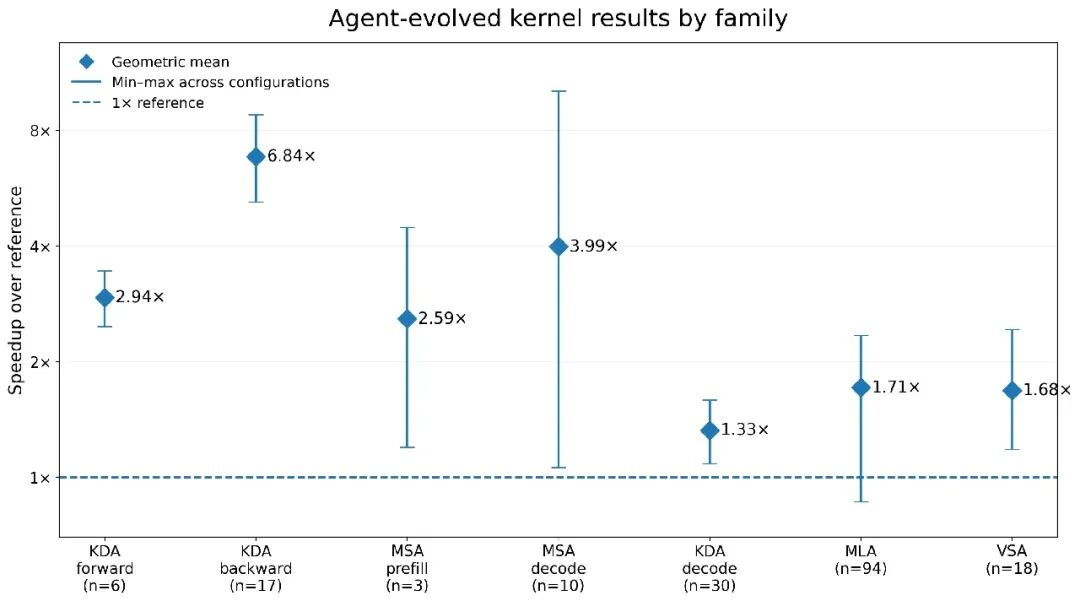 Agent-evolved kernel results by family
Geometric mean
Min–max across configurations
1× reference
Speedup over reference
8×
4×
2×
1×
2.94×
6.84×
2.59×
3.99×
1.33×
1.71×
1.68×
KDA
forward
(n=6)
KDA
backward
(n=17)
MSA
prefill
(n=3)
MSA
decode
(n=10)
KDA
decode
(n=30)
MLA
(n=94)
VSA
(n=18)